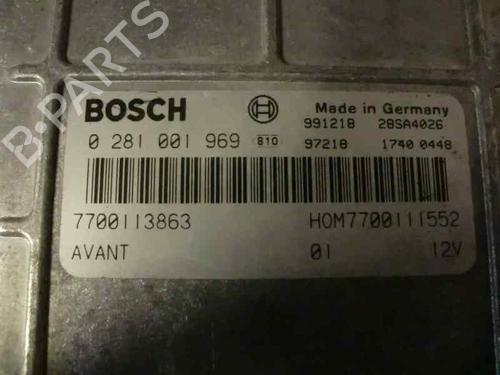 B-PARTS
BOSCH Made in Germany
991218 28SA4026
0 281 001 969 810 97218 1740 0448
7700113863 HOM7700111552
AVANT 01 12V